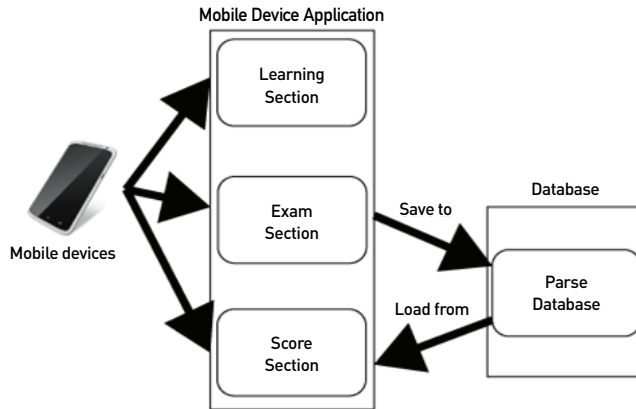 Mobile Device Application
Learning
Section
Mobile devices
Exam
Section
Save to
Database
Parse
Database
Load from
Score
Section